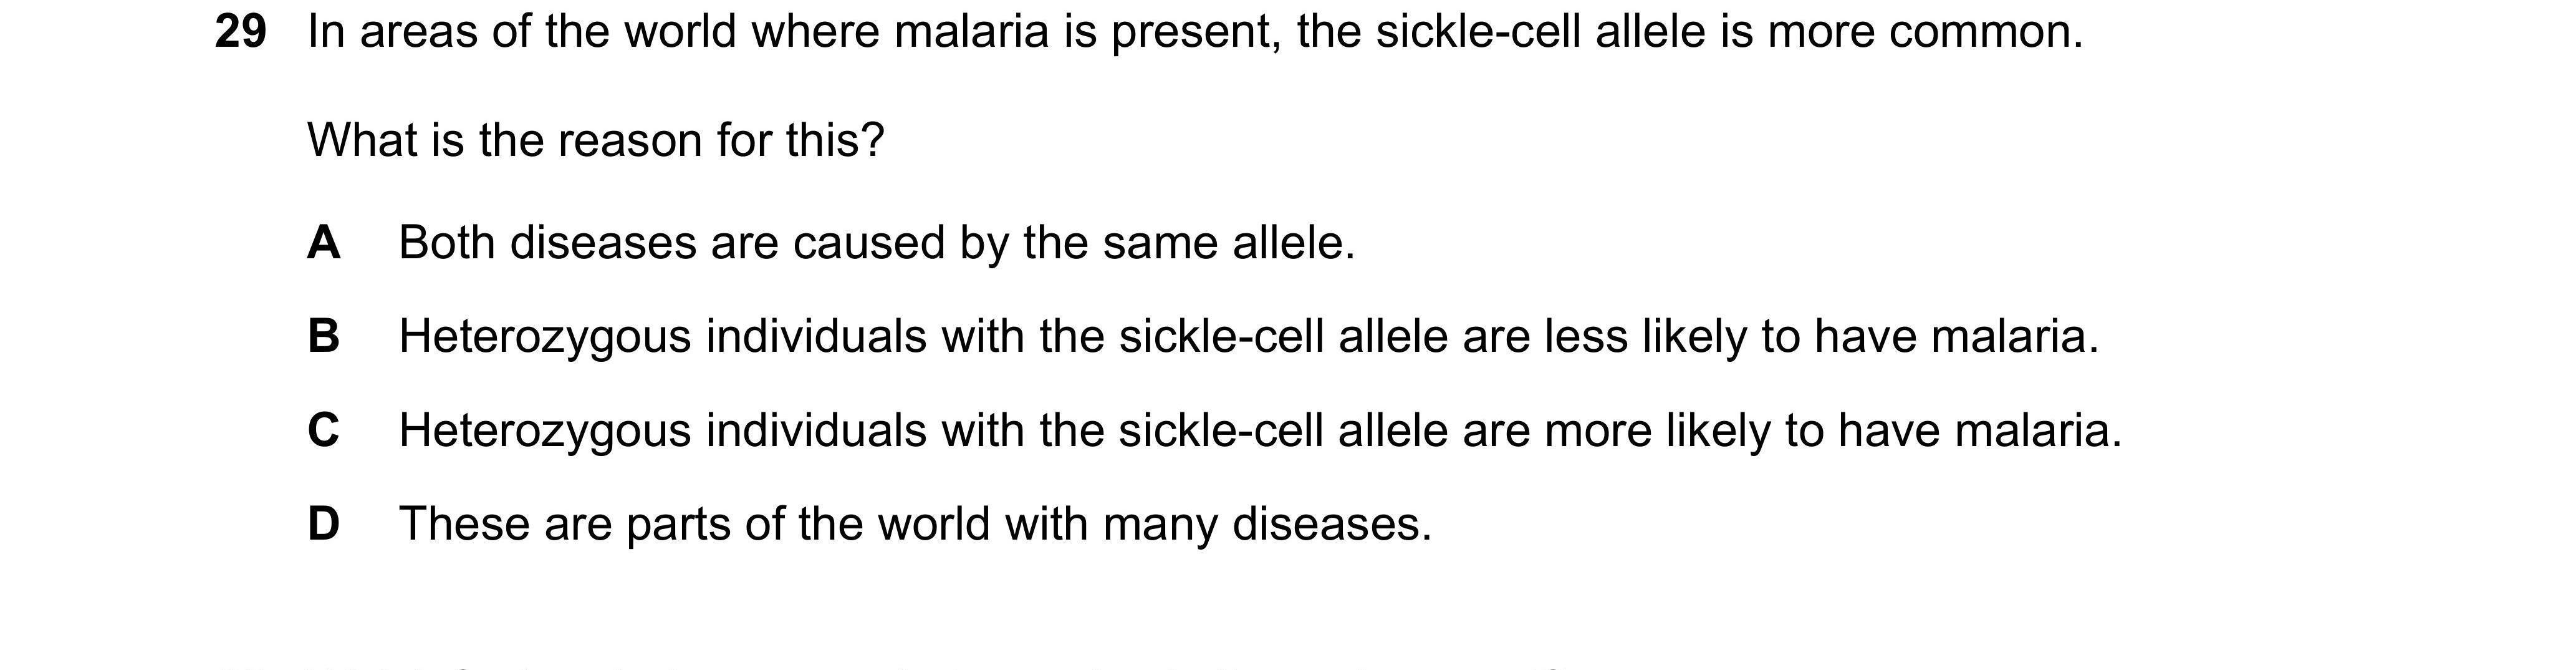 29 In areas of the world where malaria is present, the sickle-cell allele is more common.
What is the reason for this?
A Both diseases are caused by the same allele.
B Heterozygous individuals with the sickle-cell allele are less likely to have malaria.
C Heterozygous individuals with the sickle-cell allele are more likely to have malaria.
D These are parts of the world with many diseases.